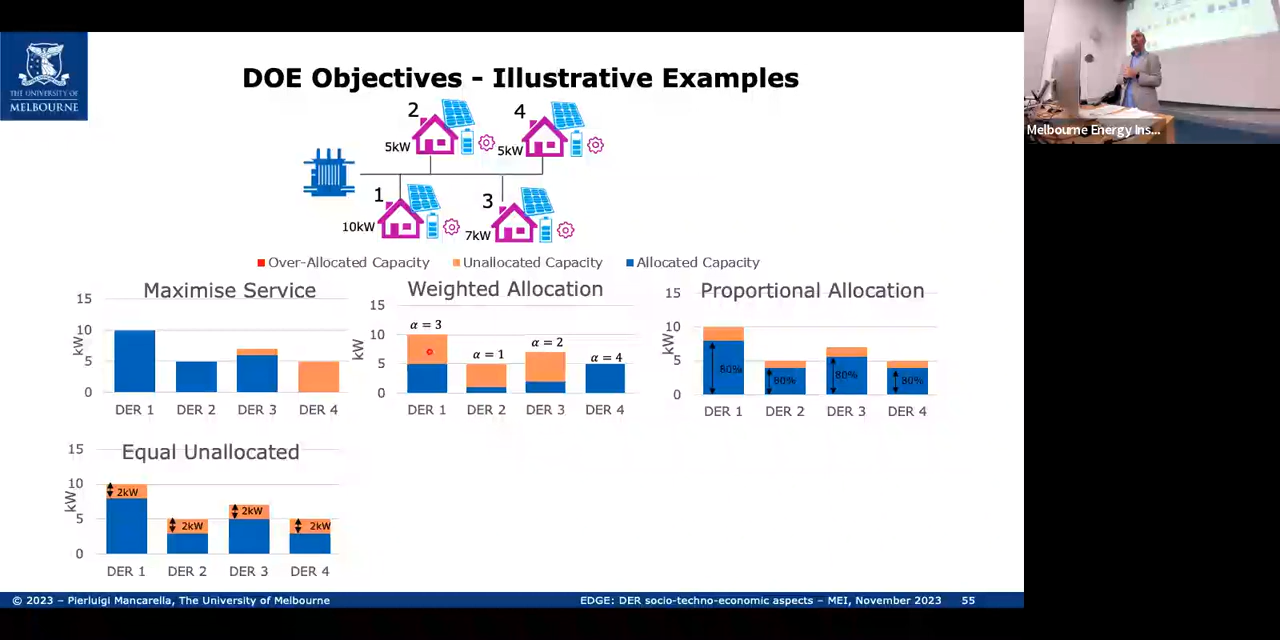 DOE Objectives - Illustrative Examples
THE UNIVERSITY OF
MELBOURNE
Melbourne Energy Ins...
2
4
5kW
5kW
1
3
10kW
7kW
Over-Allocated Capacity
Unallocated Capacity
Allocated Capacity
Maximise Service
kW
15
10
5
0
DER 1
DER 2
DER 3
DER 4
Weighted Allocation
kW
15
10
5
0
α = 3
α = 1
α = 2
α = 4
DER 1
DER 2
DER 3
DER 4
Proportional Allocation
kW
15
10
5
0
80%
80%
80%
80%
DER 1
DER 2
DER 3
DER 4
Equal Unallocated
kW
15
10
5
0
2kW
2kW
2kW
2kW
DER 1
DER 2
DER 3
DER 4
© 2023 – Pierluigi Mancarella, The University of Melbourne
EDGE: DER socio-techno-economic aspects – MEI, November 2023
55